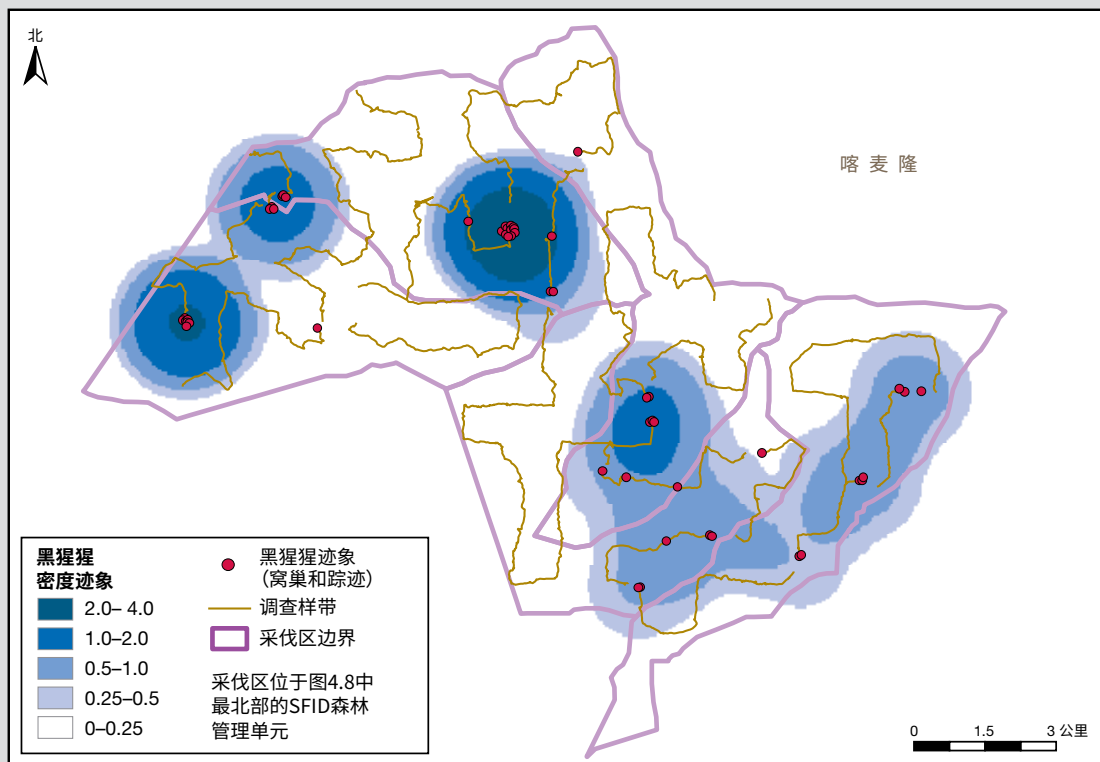 北
喀麦隆
黑猩猩
密度迹象
2.0– 4.0
1.0–2.0
0.5–1.0
0.25–0.5
0–0.25
黑猩猩迹象
（窝巢和踪迹）
调查样带
采伐区边界
采伐区位于图4.8中
最北部的SFID森林
管理单元
0 1.5 3 公里